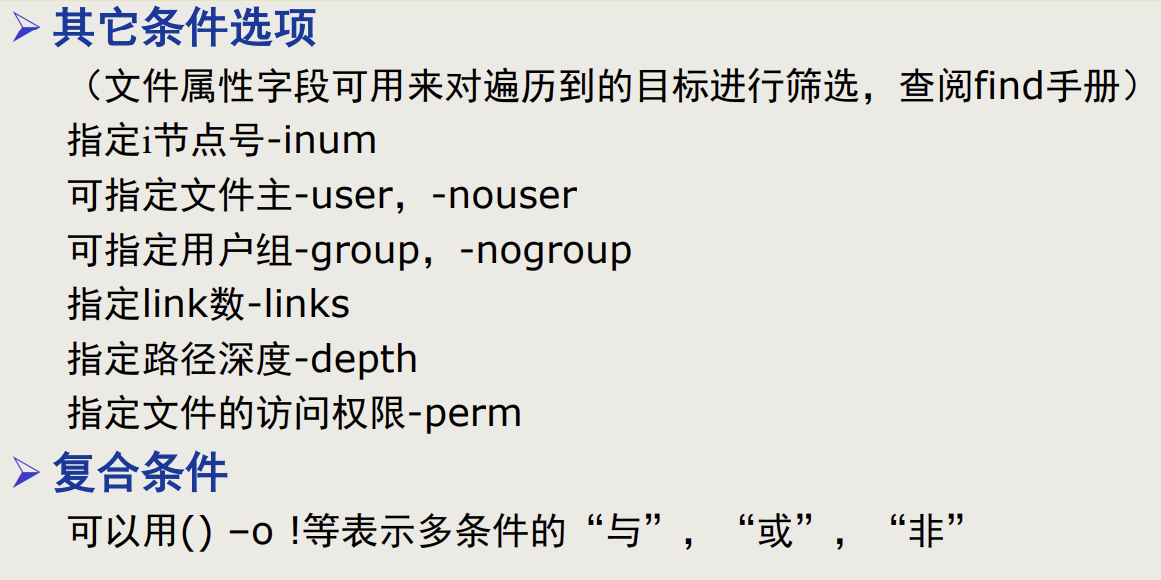 其它条件选项
（文件属性字段可用来对遍历到的目标进行筛选，查阅find手册）
指定i节点号-inum
可指定文件主-user，-nouser
可指定用户组-group，-nogroup
指定link数-links
指定路径深度-depth
指定文件的访问权限-perm
复合条件
可以用() –o !等表示多条件的“与”，“或”，“非”